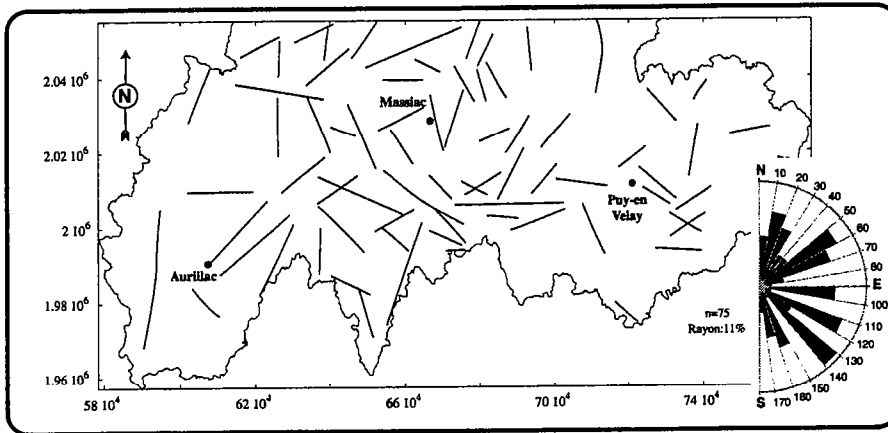 2.04 10⁶
N
Massiac
2.02 10⁶
Puy-en
Velay
2 10⁶
Aurillac
1.98 10⁶
n=75
Rayon:11%
1.96 10⁶
58 10⁴
62 10⁴
66 10⁴
70 10⁴
74 10⁴
N
10
20
30
40
50
60
70
80
E
100
110
120
130
140
150
160
170
180
S